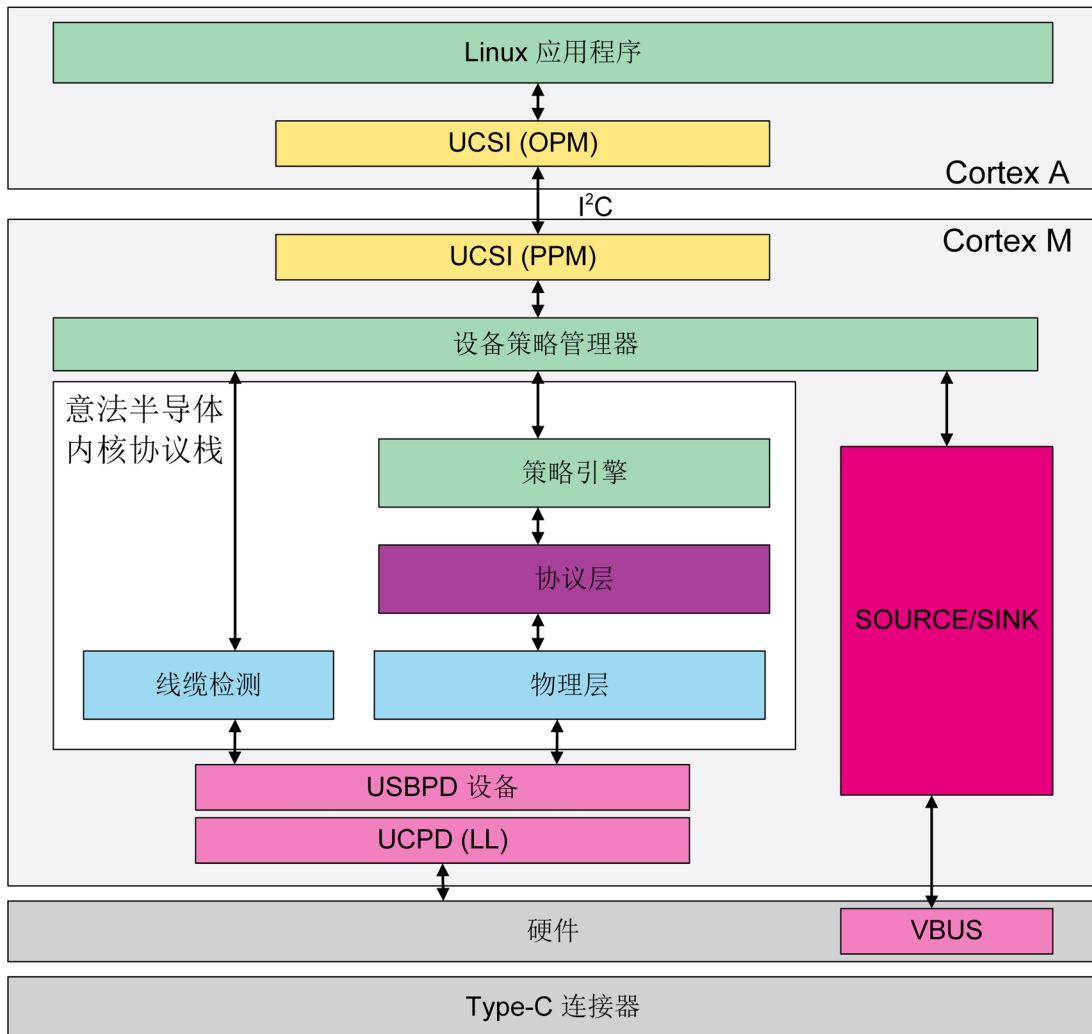 Linux 应用程序
UCSI (OPM)
Cortex A
I²C
Cortex M
UCSI (PPM)
设备策略管理器
意法半导体
内核协议栈
策略引擎
协议层
SOURCE/SINK
线缆检测
物理层
USBPD 设备
UCPD (LL)
硬件
VBUS
Type-C 连接器